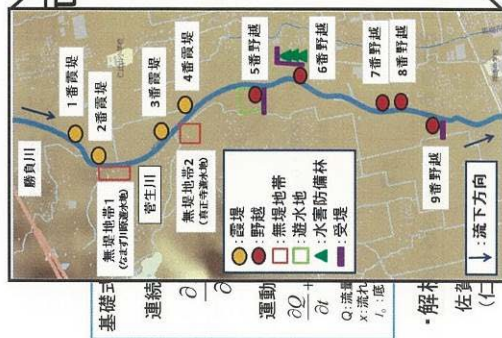 勝負川
1番霞堤
2番霞堤
3番霞堤
4番霞堤
5番野越
6番野越
7番野越
8番野越
9番野越
無堤地帯1
菅生川
無堤地帯2
:霞堤
:野越
:無堤地帯
:遊水地
:水害防備林
:受堤
:流下方向
基礎式
連続
∂
∂
運動
∂Q
+
∂t
Q:流量
x:流れ
I₀:底
・解析
佐賀
(仁